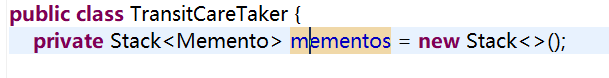 public class TransitCareTaker {
private Stack<Memento> mementos = new Stack<>();